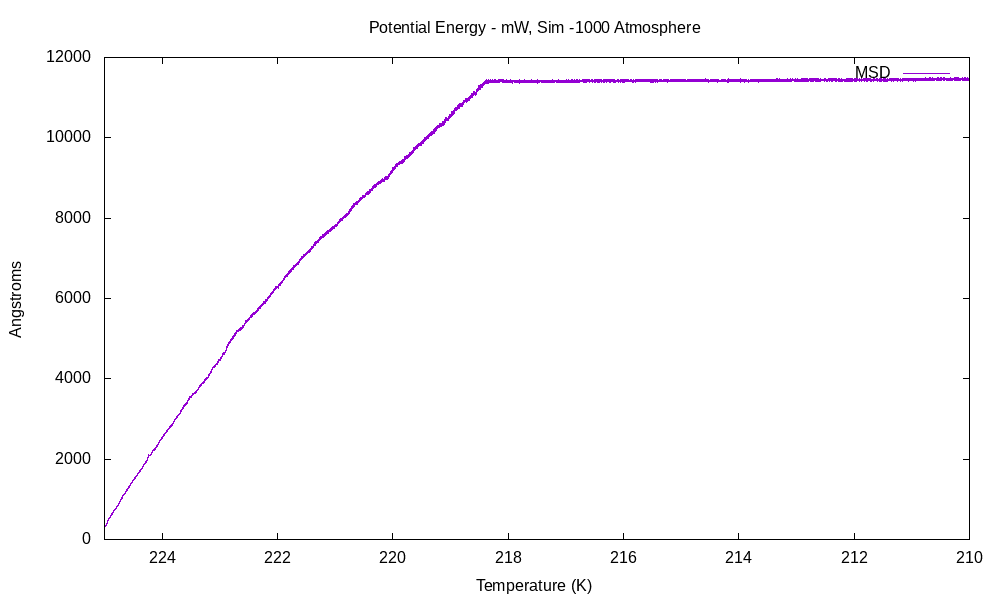 Potential Energy - mW, Sim -1000 Atmosphere
12000
MSD
10000
8000
6000
4000
2000
0
Angstroms
224 222 220 218 216 214 212 210
Temperature (K)